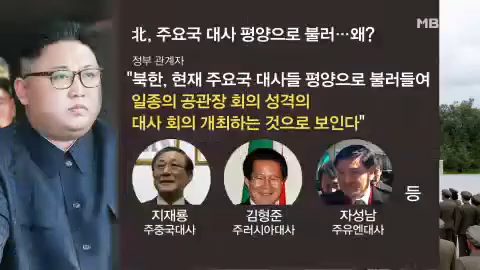 MB
北, 주요국 대사 평양으로 불러…왜?
정부 관계자
"북한, 현재 주요국 대사들 평양으로 불러들여
일종의 공관장 회의 성격의
대사 회의 개최하는 것으로 보인다"
지재룡
주중국대사
김형준
주러시아대사
자성남
주유엔대사
등